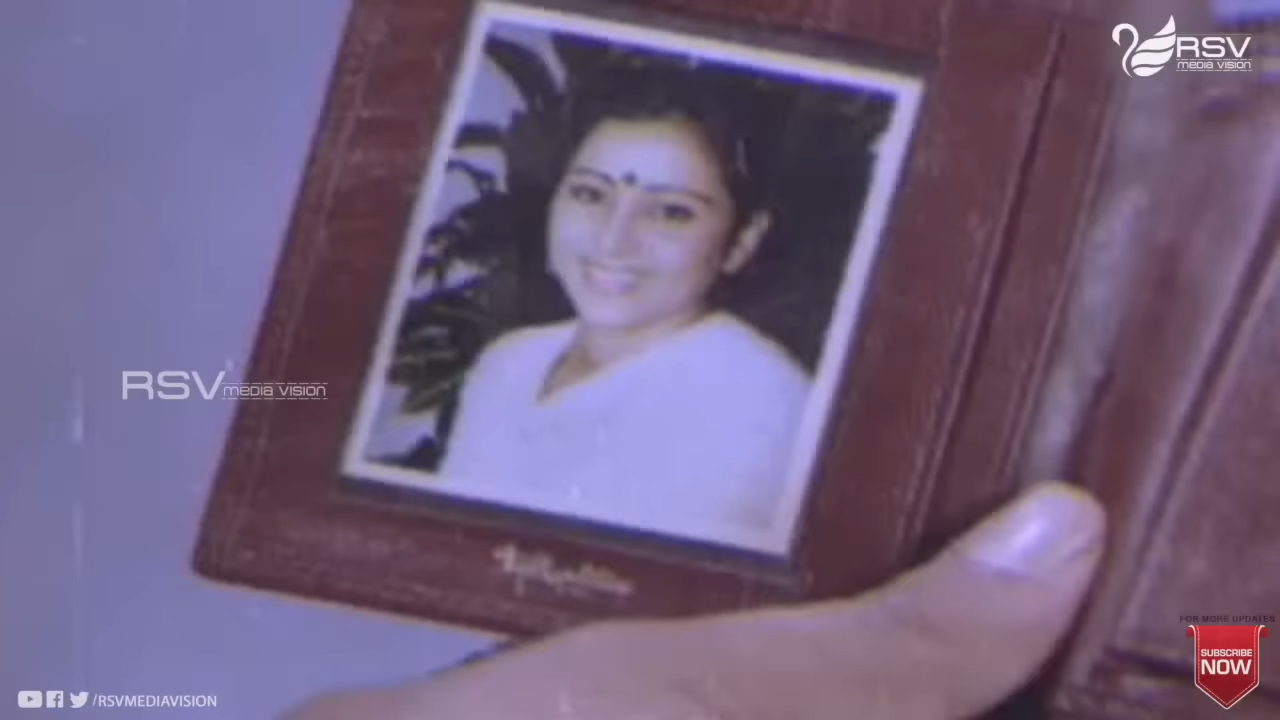 RSV
MEDIA VISION
RSV MEDIA VISION
FOR MORE UPDATES
SUBSCRIBE
NOW
/RSVMEDIAVISION